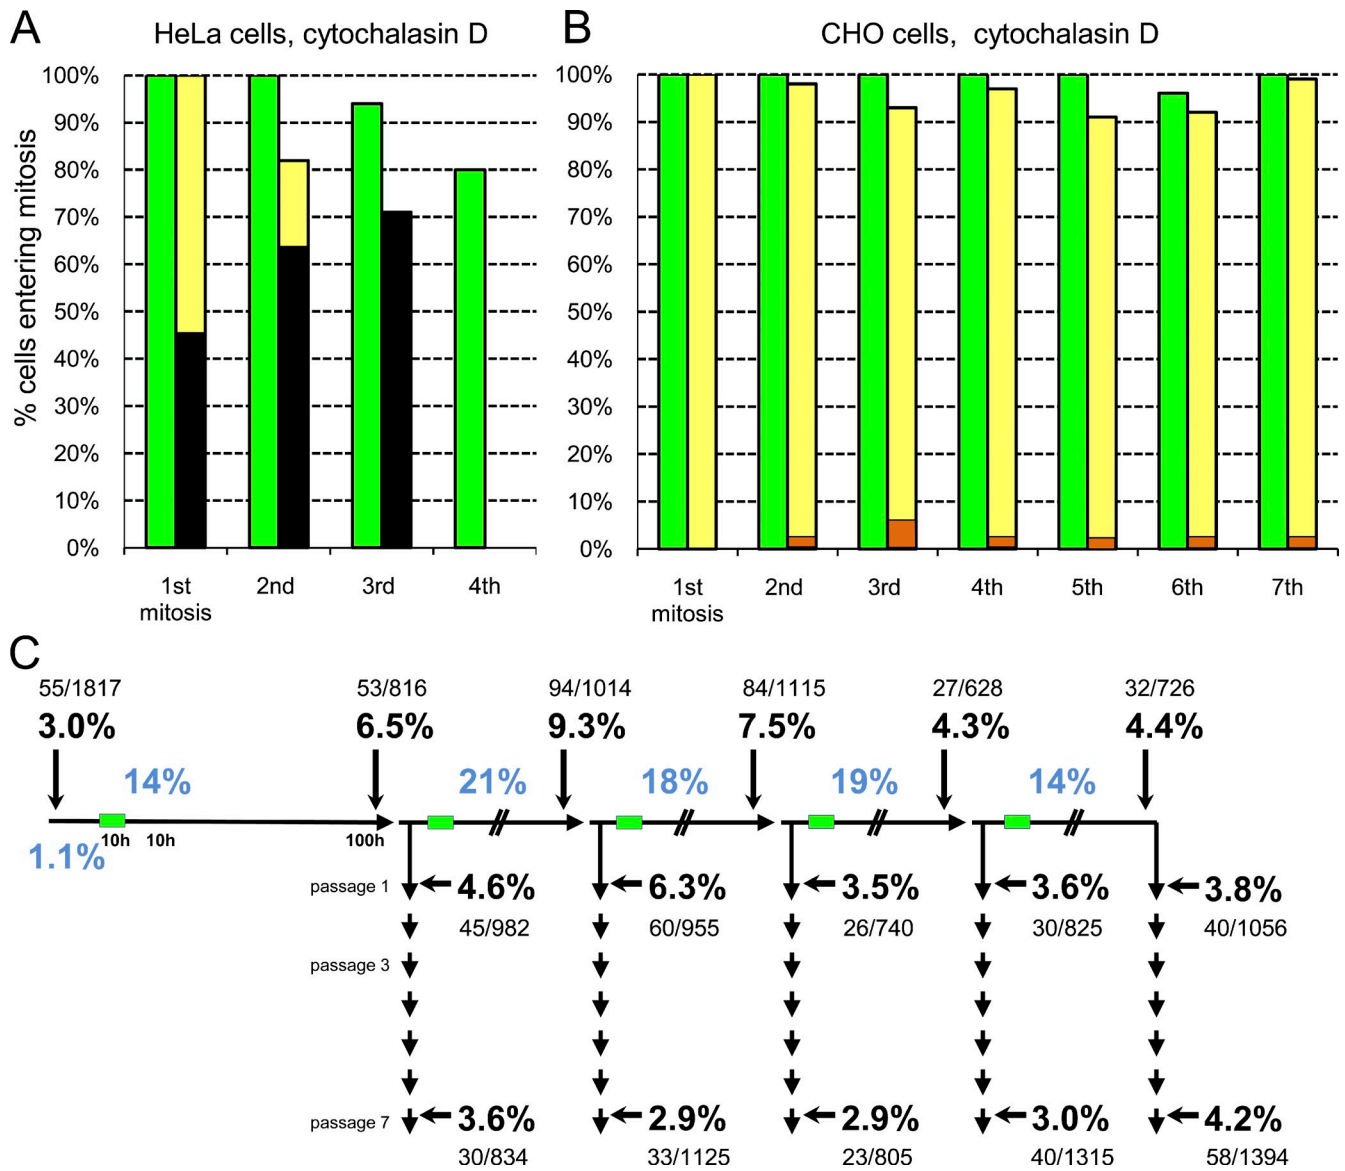 A HeLa cells, cytochalasin D
% cells entering mitosis
100%
90%
80%
70%
60%
50%
40%
30%
20%
10%
0%
1st mitosis 2nd 3rd 4th
B CHO cells, cytochalasin D
100%
90%
80%
70%
60%
50%
40%
30%
20%
10%
0%
1st mitosis 2nd 3rd 4th 5th 6th 7th
C
55/1817 53/816 94/1014 84/1115 27/628 32/726
3.0% 6.5% 9.3% 7.5% 4.3% 4.4%
14% 21% 18% 19% 14%
10h 10h 100h
1.1%
passage 1 4.6% 6.3% 3.5% 3.6% 3.8%
45/982 60/955 26/740 30/825 40/1056
passage 3
passage 7 3.6% 2.9% 2.9% 3.0% 4.2%
30/834 33/1125 23/805 40/1315 58/1394